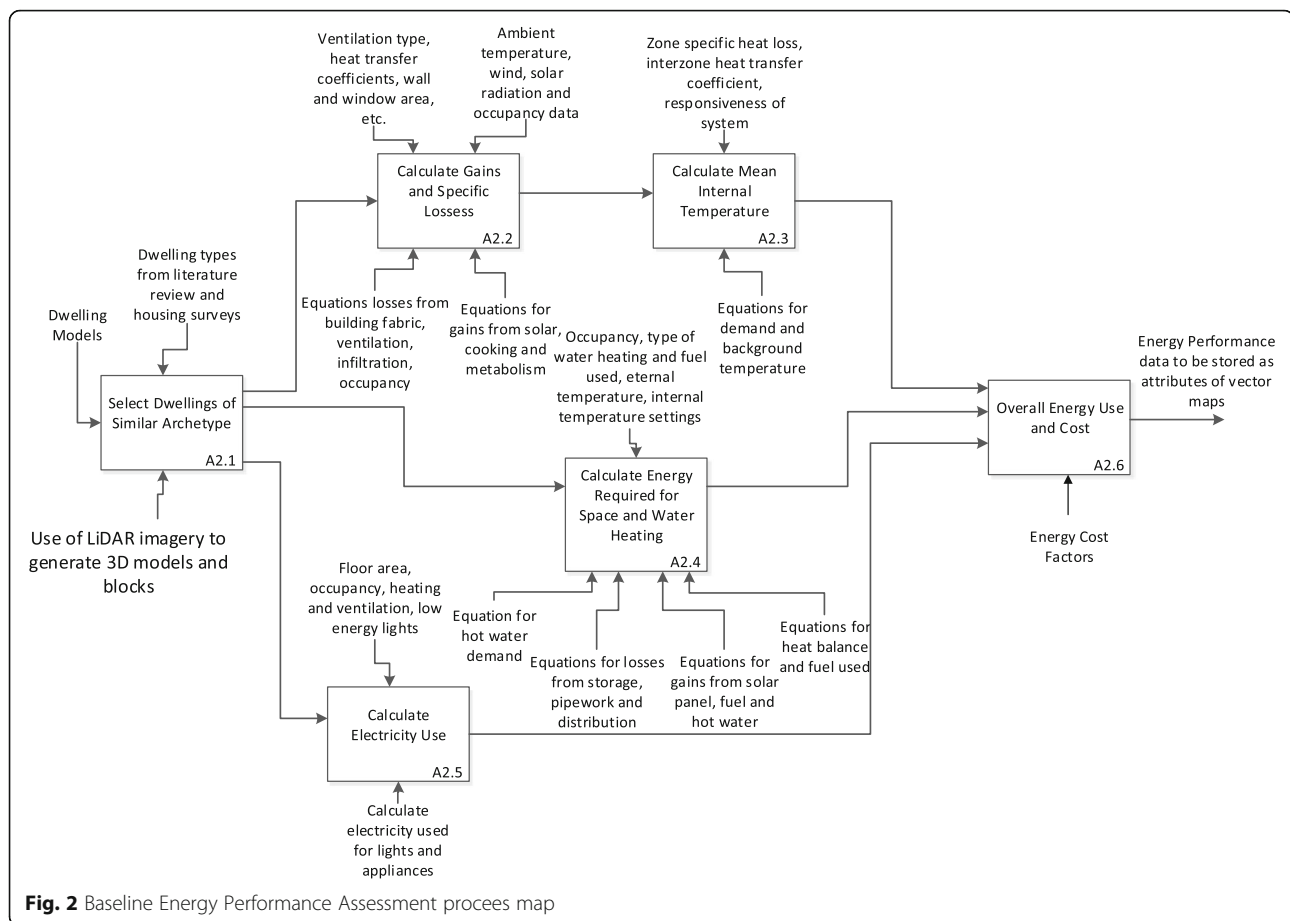 Ventilation type,
heat transfer
coefficients, wall
and window area,
etc.
Ambient
temperature,
wind, solar
radiation and
occupancy data
Zone specific heat loss,
interzone heat transfer
coefficient,
responsiveness of
system
Calculate Gains
and Specific
Lossess
A2.2
Calculate Mean
Internal
Temperature
A2.3
Dwelling types
from literature
review and
housing surveys
Dwelling
Models
Equations losses from
building fabric,
ventilation,
infiltration,
occupancy
Equations for
gains from solar,
cooking and
metabolism
Equations for
demand and
background
temperature
Select Dwellings of
Similar Archetype
A2.1
Occupancy, type of
water heating and fuel
used, eternal
temperature, internal
temperature settings
Energy Performance
data to be stored as
attributes of vector
maps
Overall Energy Use
and Cost
A2.6
Use of LiDAR imagery to
generate 3D models and
blocks
Calculate Energy
Required for
Space and Water
Heating
A2.4
Energy Cost
Factors
Floor area,
occupancy, heating
and ventilation, low
energy lights
Equation for
hot water
demand
Equations for losses
from storage,
pipework and
distribution
Equations for
gains from solar
panel, fuel and
hot water
Equations for
heat balance
and fuel used
Calculate
Electricity Use
A2.5
Calculate
electricity used
for lights and
appliances
Fig. 2 Baseline Energy Performance Assessment procees map